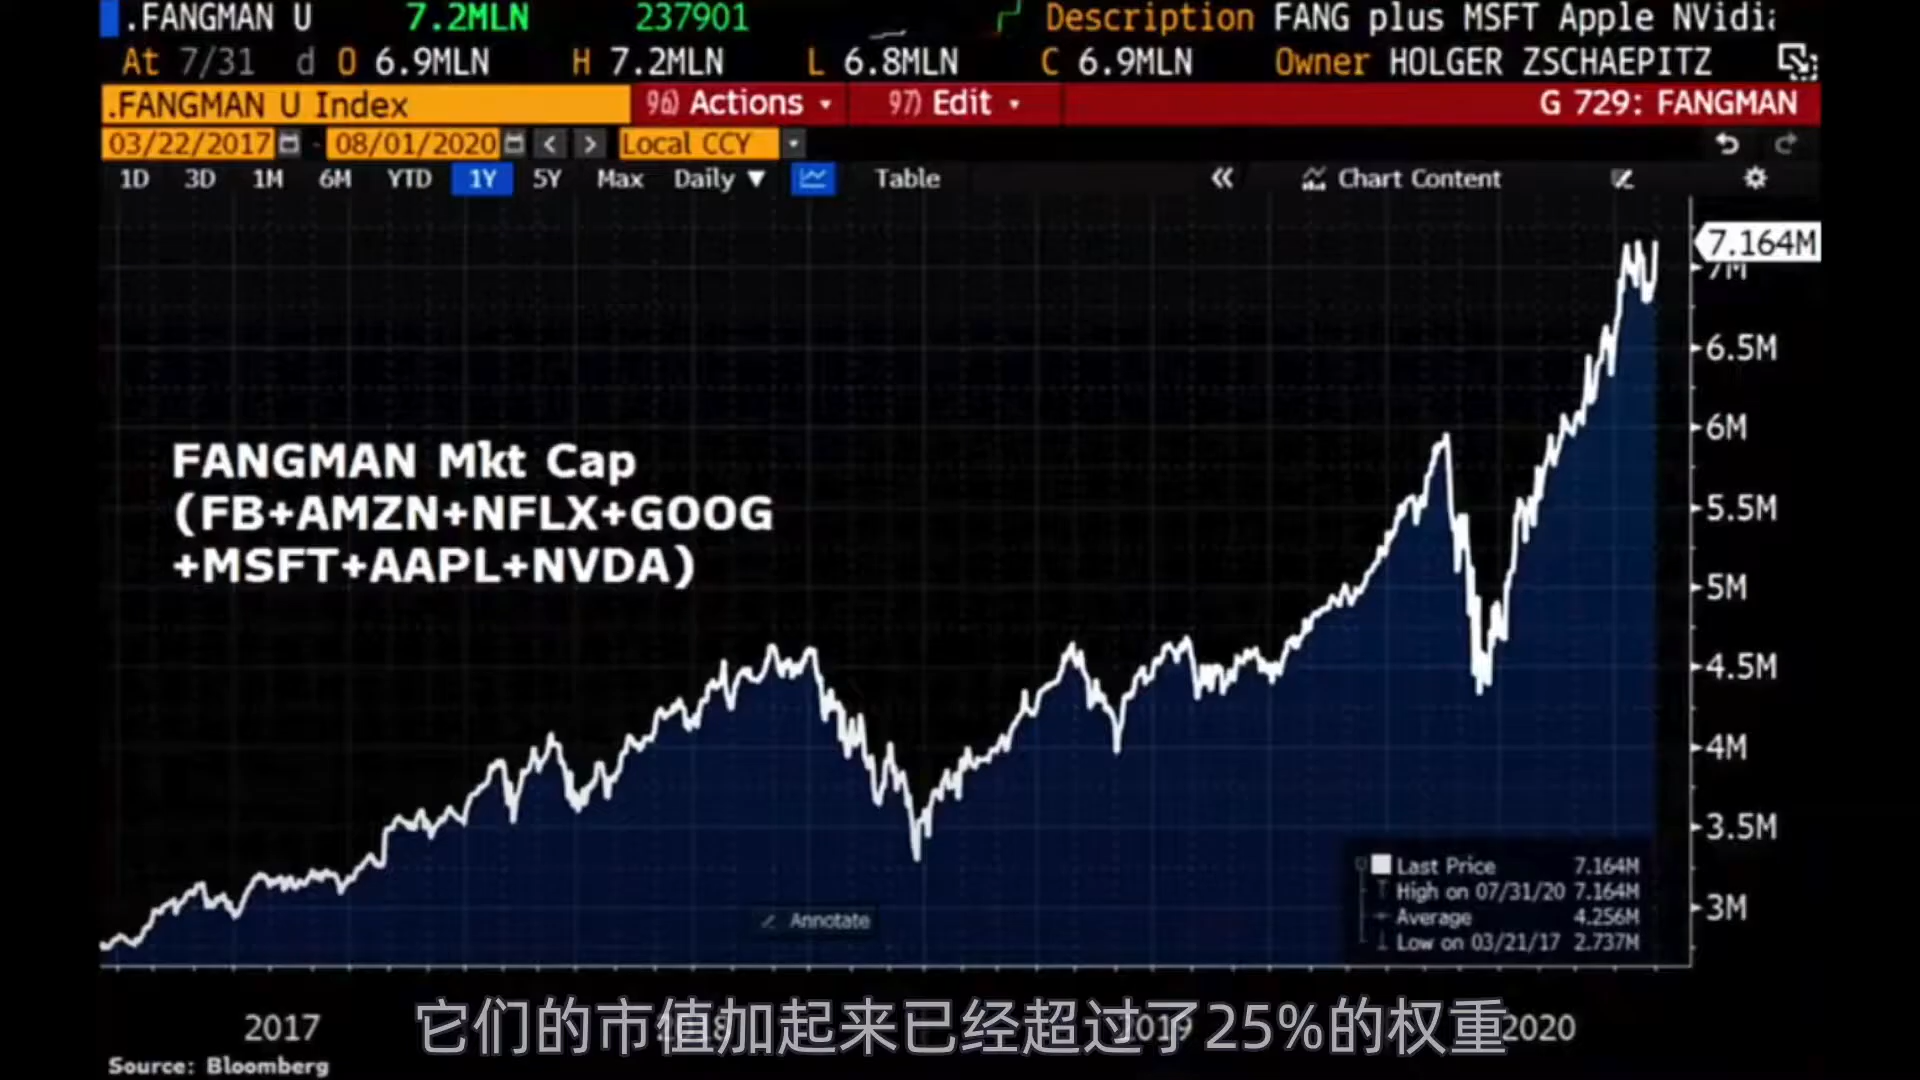 .FANGMAN U 7.2MLN 237901 Description FANG plus MSFT Apple NVidia
At 7/31 d O 6.9MLN H 7.2MLN L 6.8MLN C 6.9MLN Owner HOLGER ZSCHAEPITZ
.FANGMAN U Index 96) Actions 97) Edit G 729: FANGMAN
03/22/2017 - 08/01/2020 < > Local CCY
1D 3D 1M 6M YTD 1Y 5Y Max Daily ▼ Table « Chart Content
7.164M
7M
6.5M
6M
FANGMAN Mkt Cap
(FB+AMZN+NFLX+GOOG
+MSFT+AAPL+NVDA)
5.5M
5M
4.5M
4M
3.5M
3M
Last Price 7.164M
High on 07/31/20 7.164M
Average 4.256M
Low on 03/21/17 2.737M
Annotate
2017 2018 2019 2020
它们的市值加起来已经超过了25%的权重
Source: Bloomberg